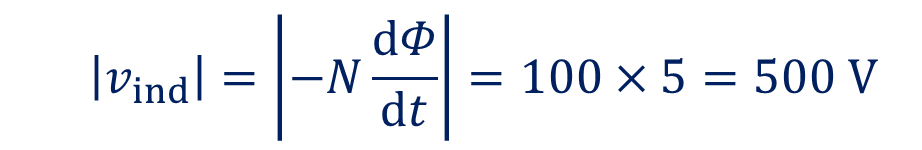 |v_ind| = |−N dΦ/dt| = 100 × 5 = 500 V